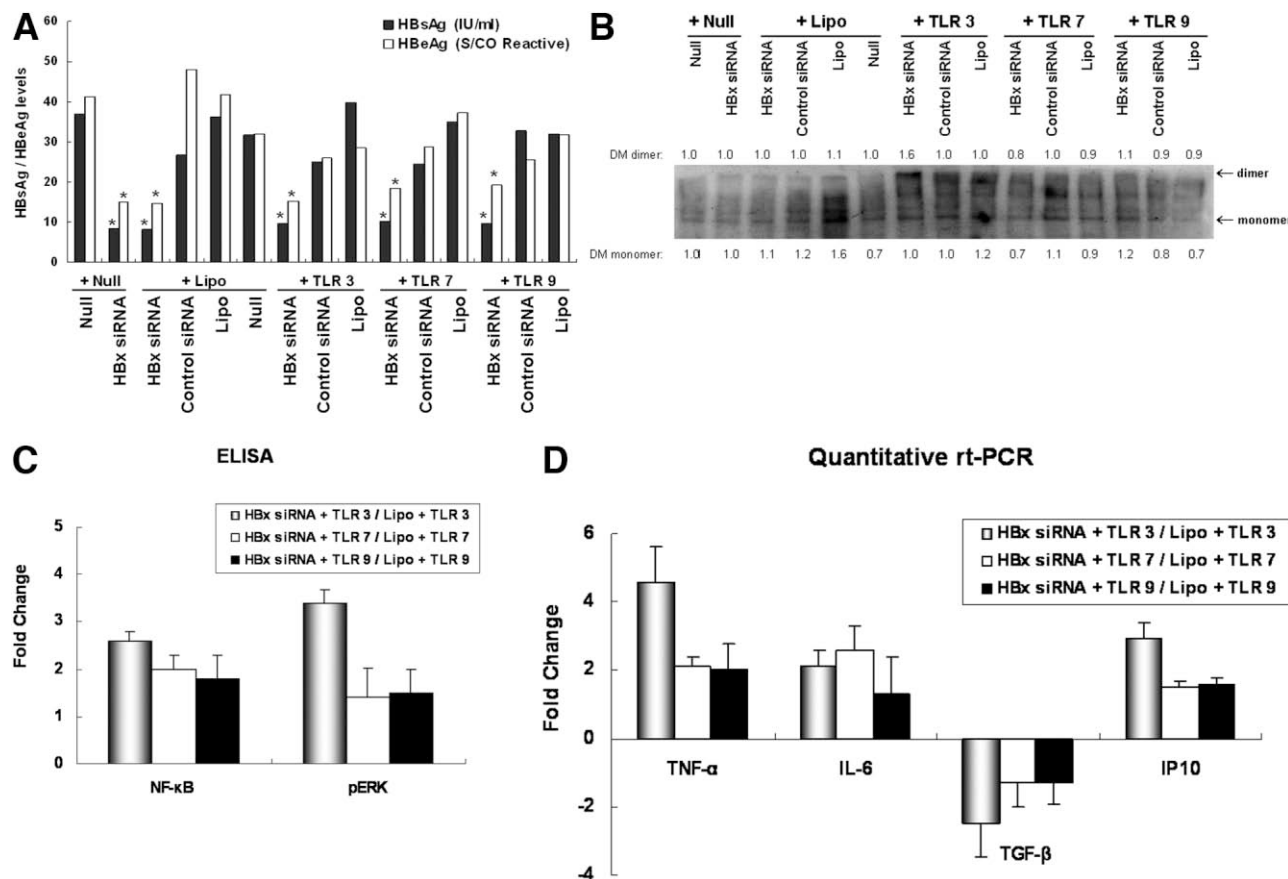 A
HBsAg (IU/ml)
HBeAg (S/CO Reactive)
HBsAg / HBeAg levels
60
50
40
30
20
10
0
* * * * * * * * * *
+ Null + Lipo + TLR 3 + TLR 7 + TLR 9
Null HBx siRNA HBx siRNA Control siRNA Lipo Null HBx siRNA Control siRNA Lipo HBx siRNA Control siRNA Lipo HBx siRNA Control siRNA Lipo
B
+ Null + Lipo + TLR 3 + TLR 7 + TLR 9
Null HBx siRNA HBx siRNA Control siRNA Lipo Null HBx siRNA Control siRNA Lipo HBx siRNA Control siRNA Lipo HBx siRNA Control siRNA Lipo
DM dimer: 1.0 1.0 1.0 1.0 1.1 1.0 1.6 1.0 1.0 0.8 1.0 0.9 1.1 0.9 0.9
← dimer
← monomer
DM monomer: 1.0 1.0 1.1 1.2 1.6 0.7 1.0 1.0 1.2 0.7 1.1 0.9 1.2 0.8 0.7
C
ELISA
HBx siRNA + TLR 3 / Lipo + TLR 3
HBx siRNA + TLR 7 / Lipo + TLR 7
HBx siRNA + TLR 9 / Lipo + TLR 9
Fold Change
5
4
3
2
1
0
NF-κB pERK
D
Quantitative rt-PCR
HBx siRNA + TLR 3 / Lipo + TLR 3
HBx siRNA + TLR 7 / Lipo + TLR 7
HBx siRNA + TLR 9 / Lipo + TLR 9
Fold Change
6
4
2
0
-2
-4
TNF-α IL-6 TGF-β IP10